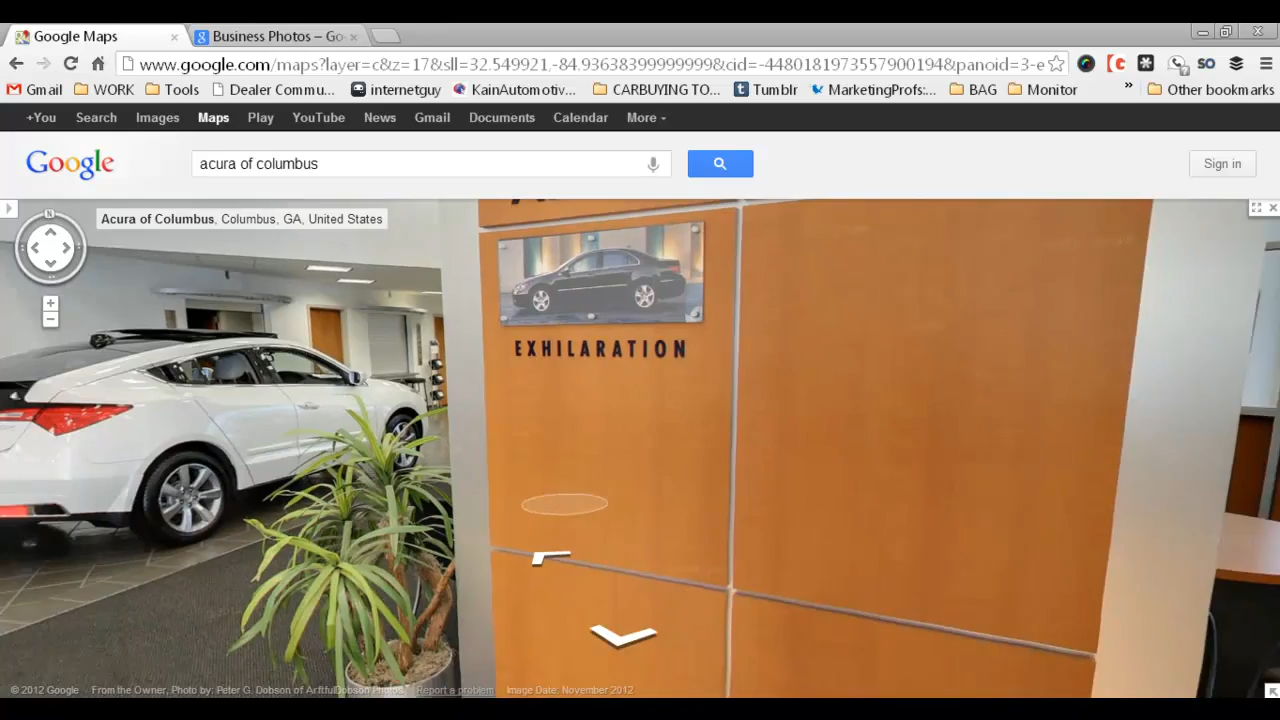 Google Maps
Business Photos – Go
www.google.com/maps?layer=c&z=17&sll=32.549921,-84.93638399999999&cid=-4480181973557900194&panoid=3-e
Gmail WORK Tools Dealer Commu... internetguy KainAutomotiv... CARBUYING TO... Tumblr MarketingProfs:... BAG Monitor » Other bookmarks
+You Search Images Maps Play YouTube News Gmail Documents Calendar More
Google acura of columbus Sign in
N
Acura of Columbus, Columbus, GA, United States
EXHILARATION
© 2012 Google From the Owner, Photo by: Peter G. Dobson of ArftfulDobson Photos. Report a problem Image Date: November 2012